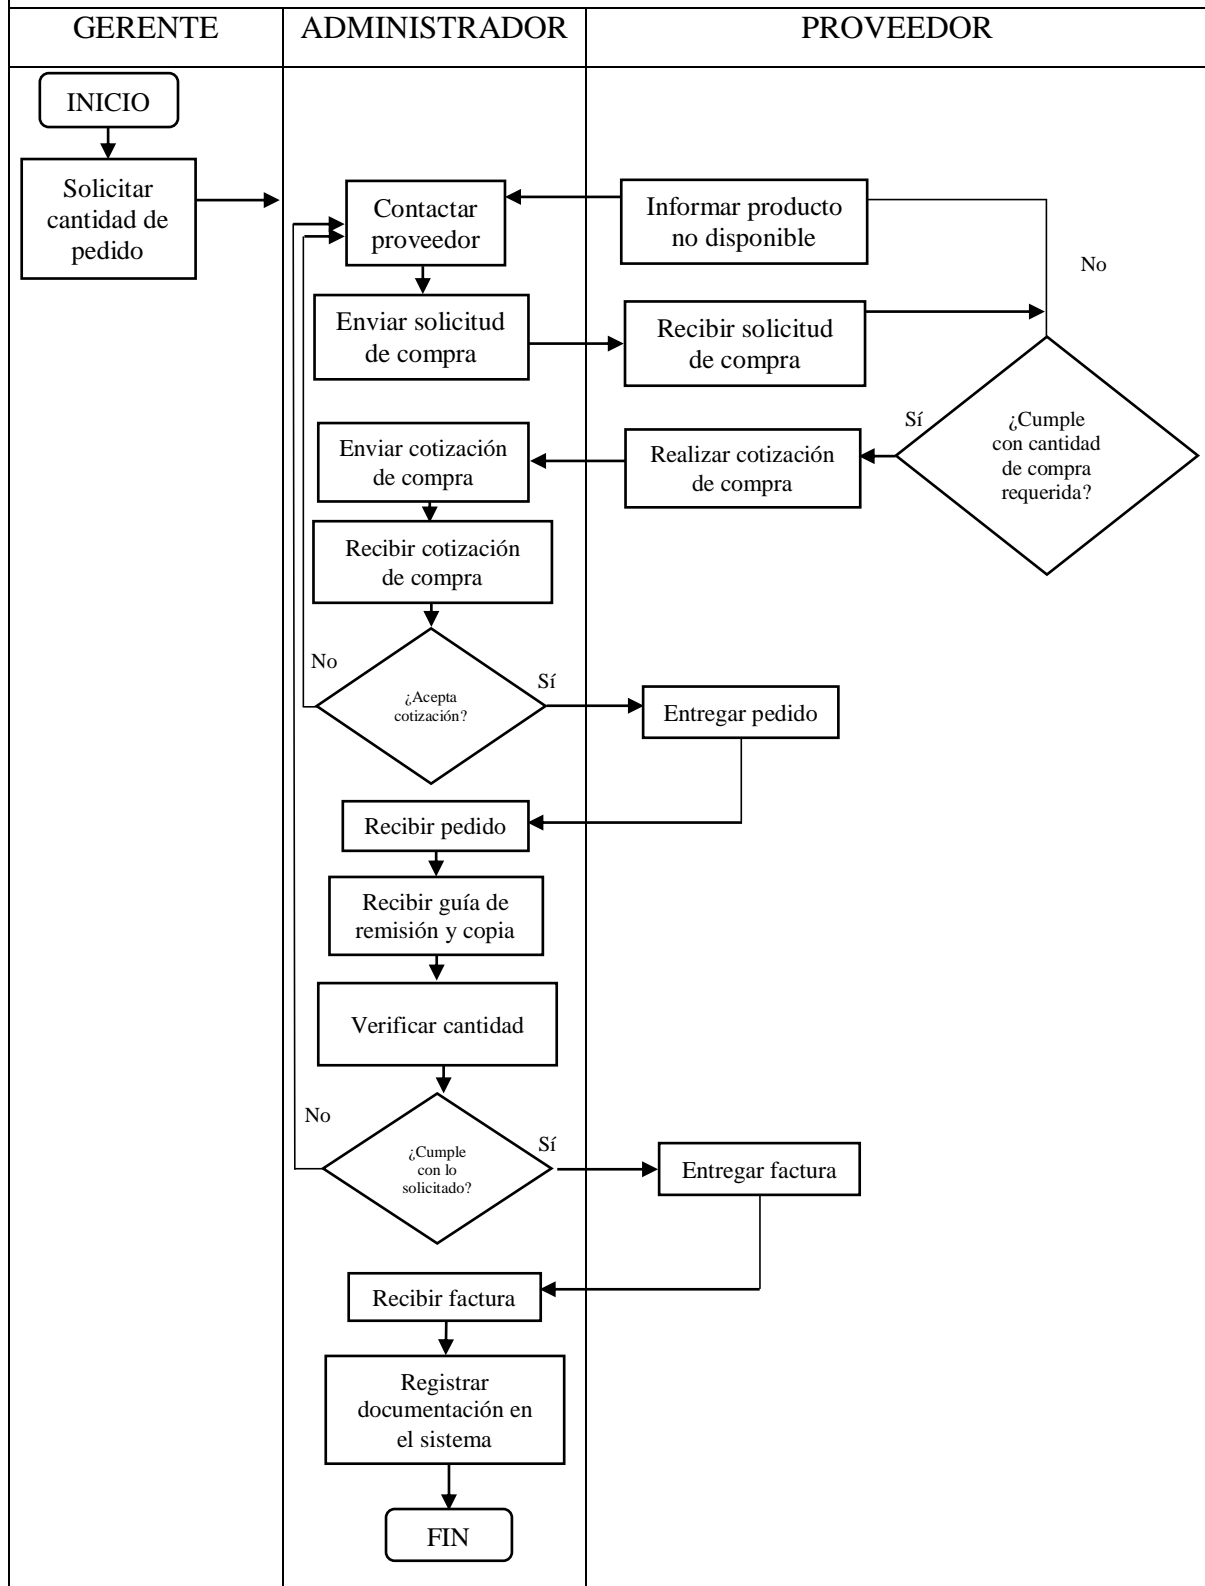 GERENTE
ADMINISTRADOR
PROVEEDOR
INICIO
Solicitar
cantidad de
pedido
Contactar
proveedor
Informar producto
no disponible
No
Enviar solicitud
de compra
Recibir solicitud
de compra
¿Cumple
con cantidad
de compra
requerida?
Sí
Realizar cotización
de compra
Enviar cotización
de compra
Recibir cotización
de compra
No
¿Acepta
cotización?
Sí
Entregar pedido
Recibir pedido
Recibir guía de
remisión y copia
Verificar cantidad
No
¿Cumple
con lo
solicitado?
Sí
Entregar factura
Recibir factura
Registrar
documentación en
el sistema
FIN